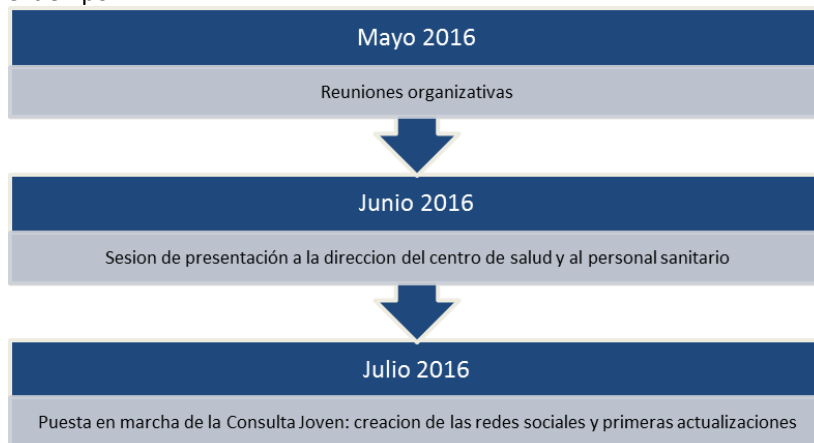 Mayo 2016
Reuniones organizativas
Junio 2016
Sesion de presentación a la direccion del centro de salud y al personal sanitario
Julio 2016
Puesta en marcha de la Consulta Joven: creacion de las redes sociales y primeras actualizaciones